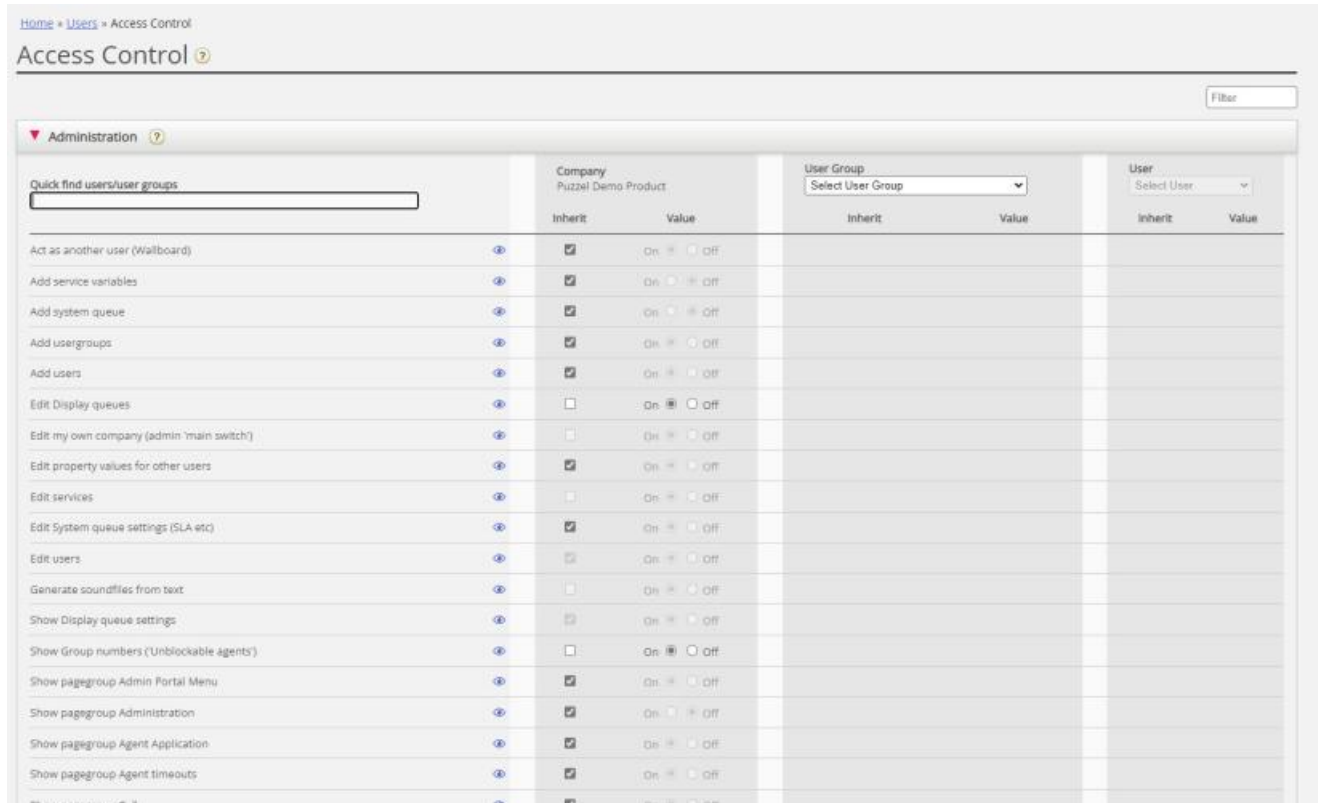 Home » Users » Access Control
Access Control ?
Filter
Administration ?
Quick find users/user groups
Company
Puzzel Demo Product
Inherit Value
User Group
Select User Group
Inherit Value
User
Select User
Inherit Value
Act as another user (Wallboard) On Off
Add service variables On Off
Add system queue On Off
Add usergroups On Off
Add users On Off
Edit Display queues On Off
Edit my own company (admin 'main switch') On Off
Edit property values for other users On Off
Edit services On Off
Edit System queue settings (SLA etc) On Off
Edit users On Off
Generate soundfiles from text On Off
Show Display queue settings On Off
Show Group numbers ('Unblockable agents') On Off
Show pagegroup Admin Portal Menu On Off
Show pagegroup Administration On Off
Show pagegroup Agent Application On Off
Show pagegroup Agent timeouts On Off